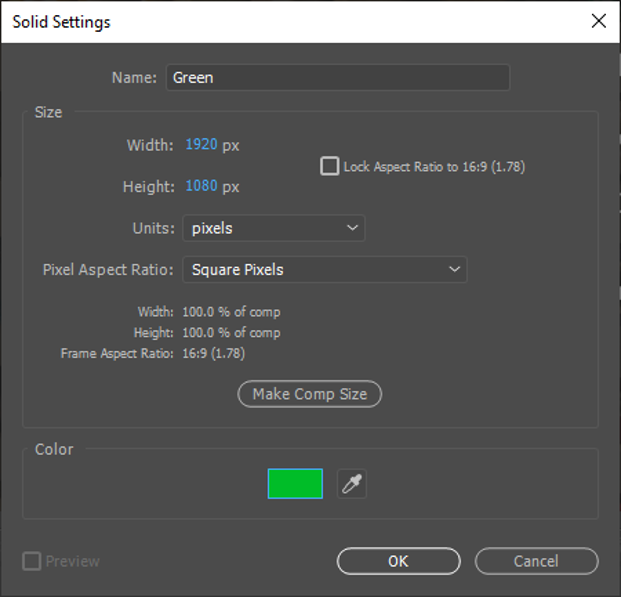 Solid Settings
Name: Green
Size
Width: 1920 px
Lock Aspect Ratio to 16:9 (1.78)
Height: 1080 px
Units: pixels
Pixel Aspect Ratio: Square Pixels
Width: 100.0 % of comp
Height: 100.0 % of comp
Frame Aspect Ratio: 16:9 (1.78)
Make Comp Size
Color
Preview
OK
Cancel